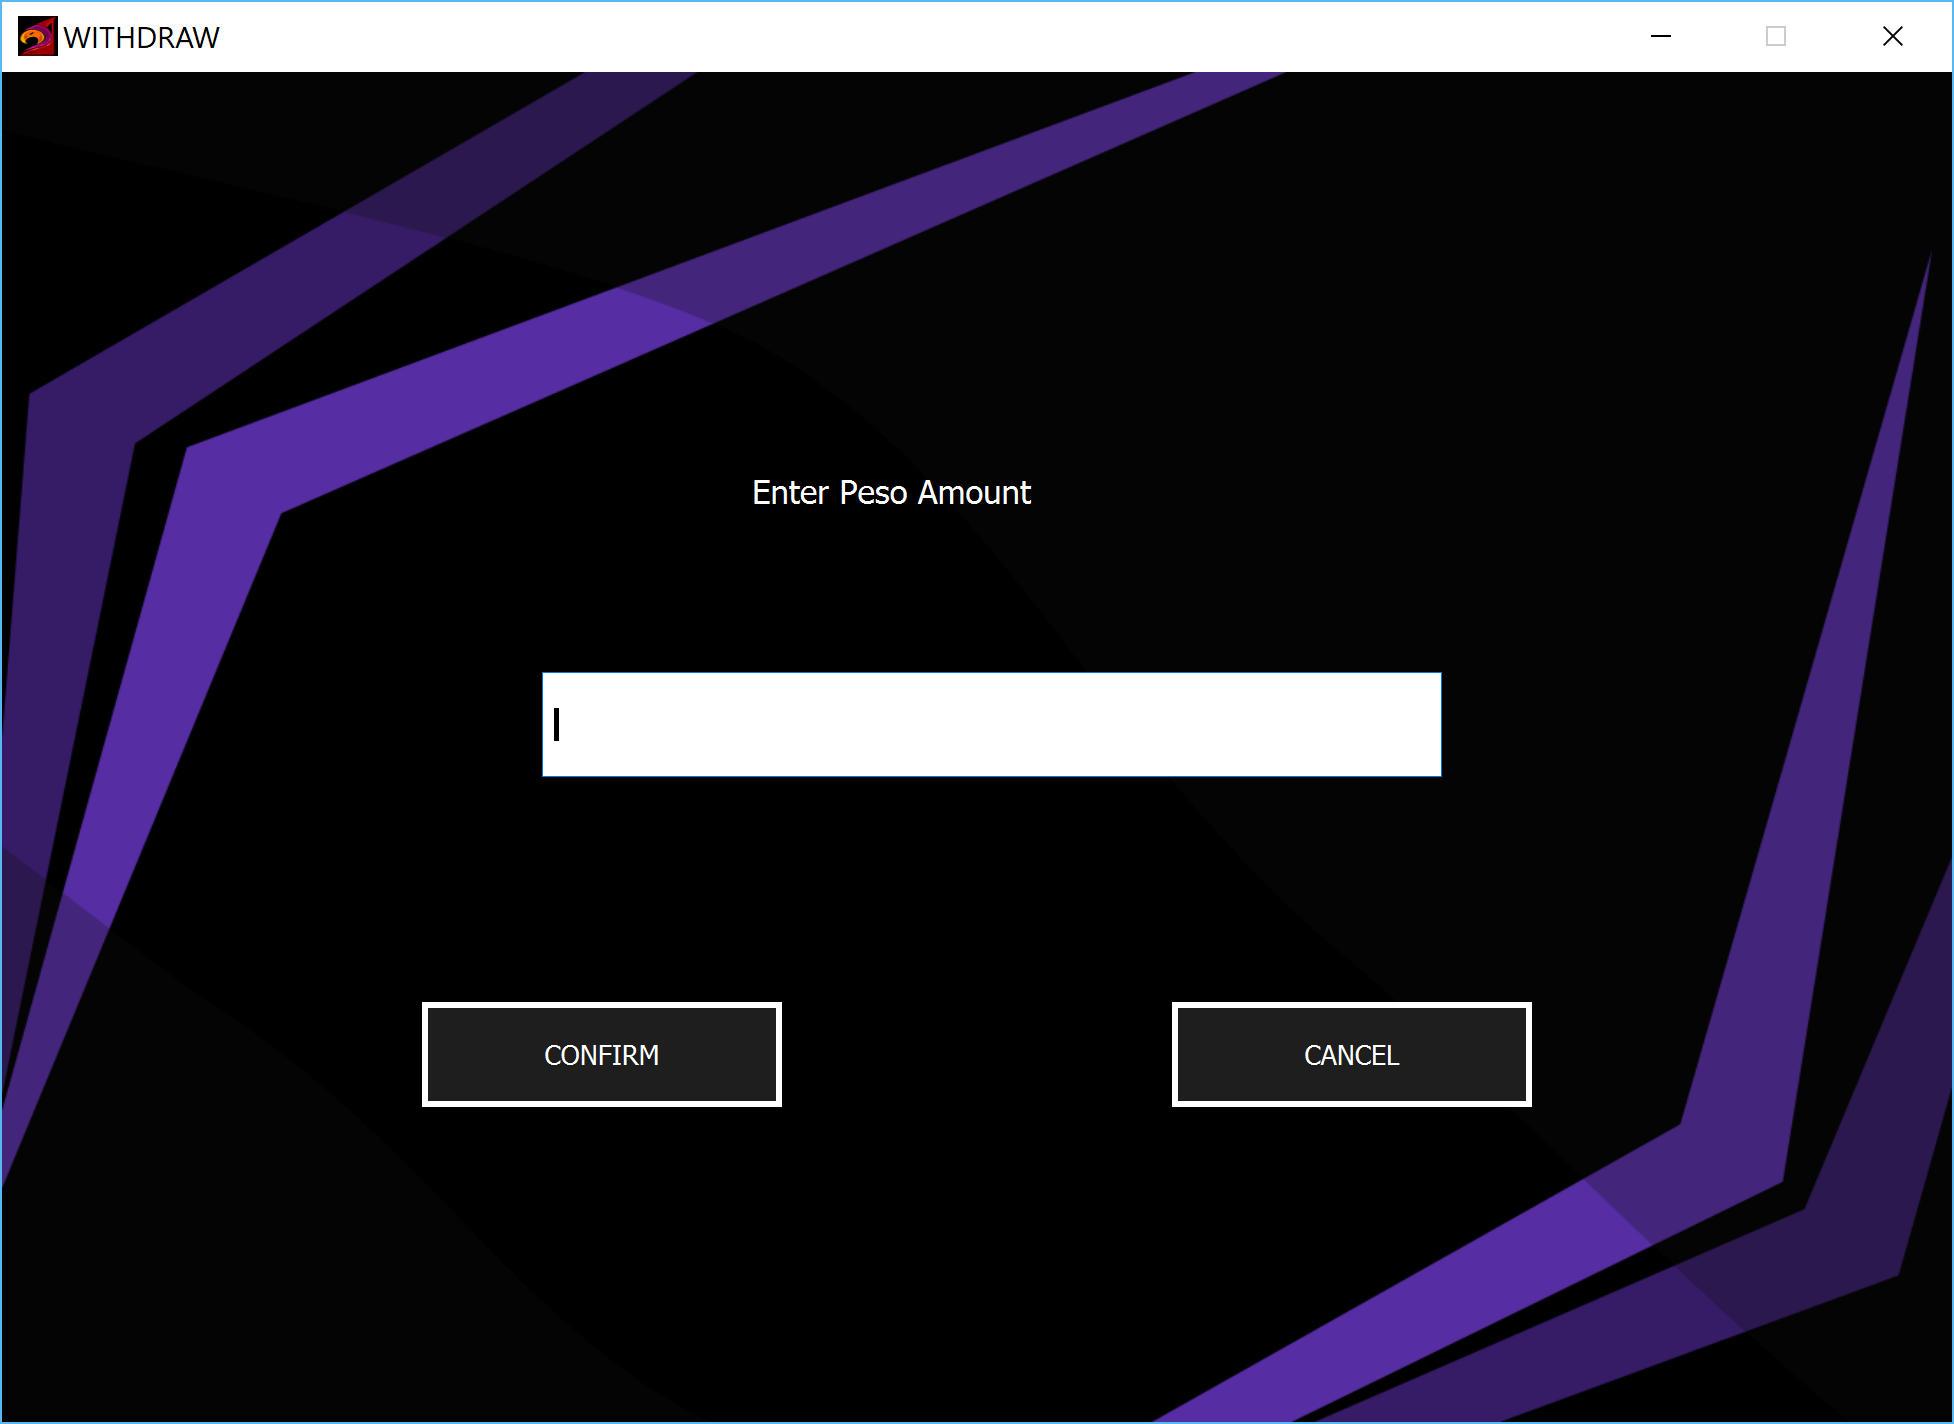 WITHDRAW
Enter Peso Amount
CONFIRM
CANCEL